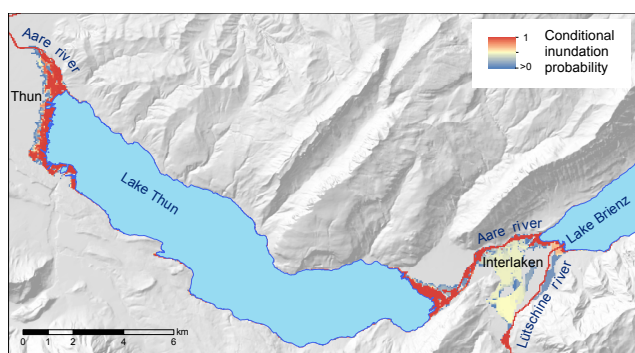 Aare river
Thun
Lake Thun
1
>0
Conditional
inundation
probability
Aare river
Lake Brienz
Interlaken
Lütschine river
km
0 2 4 6